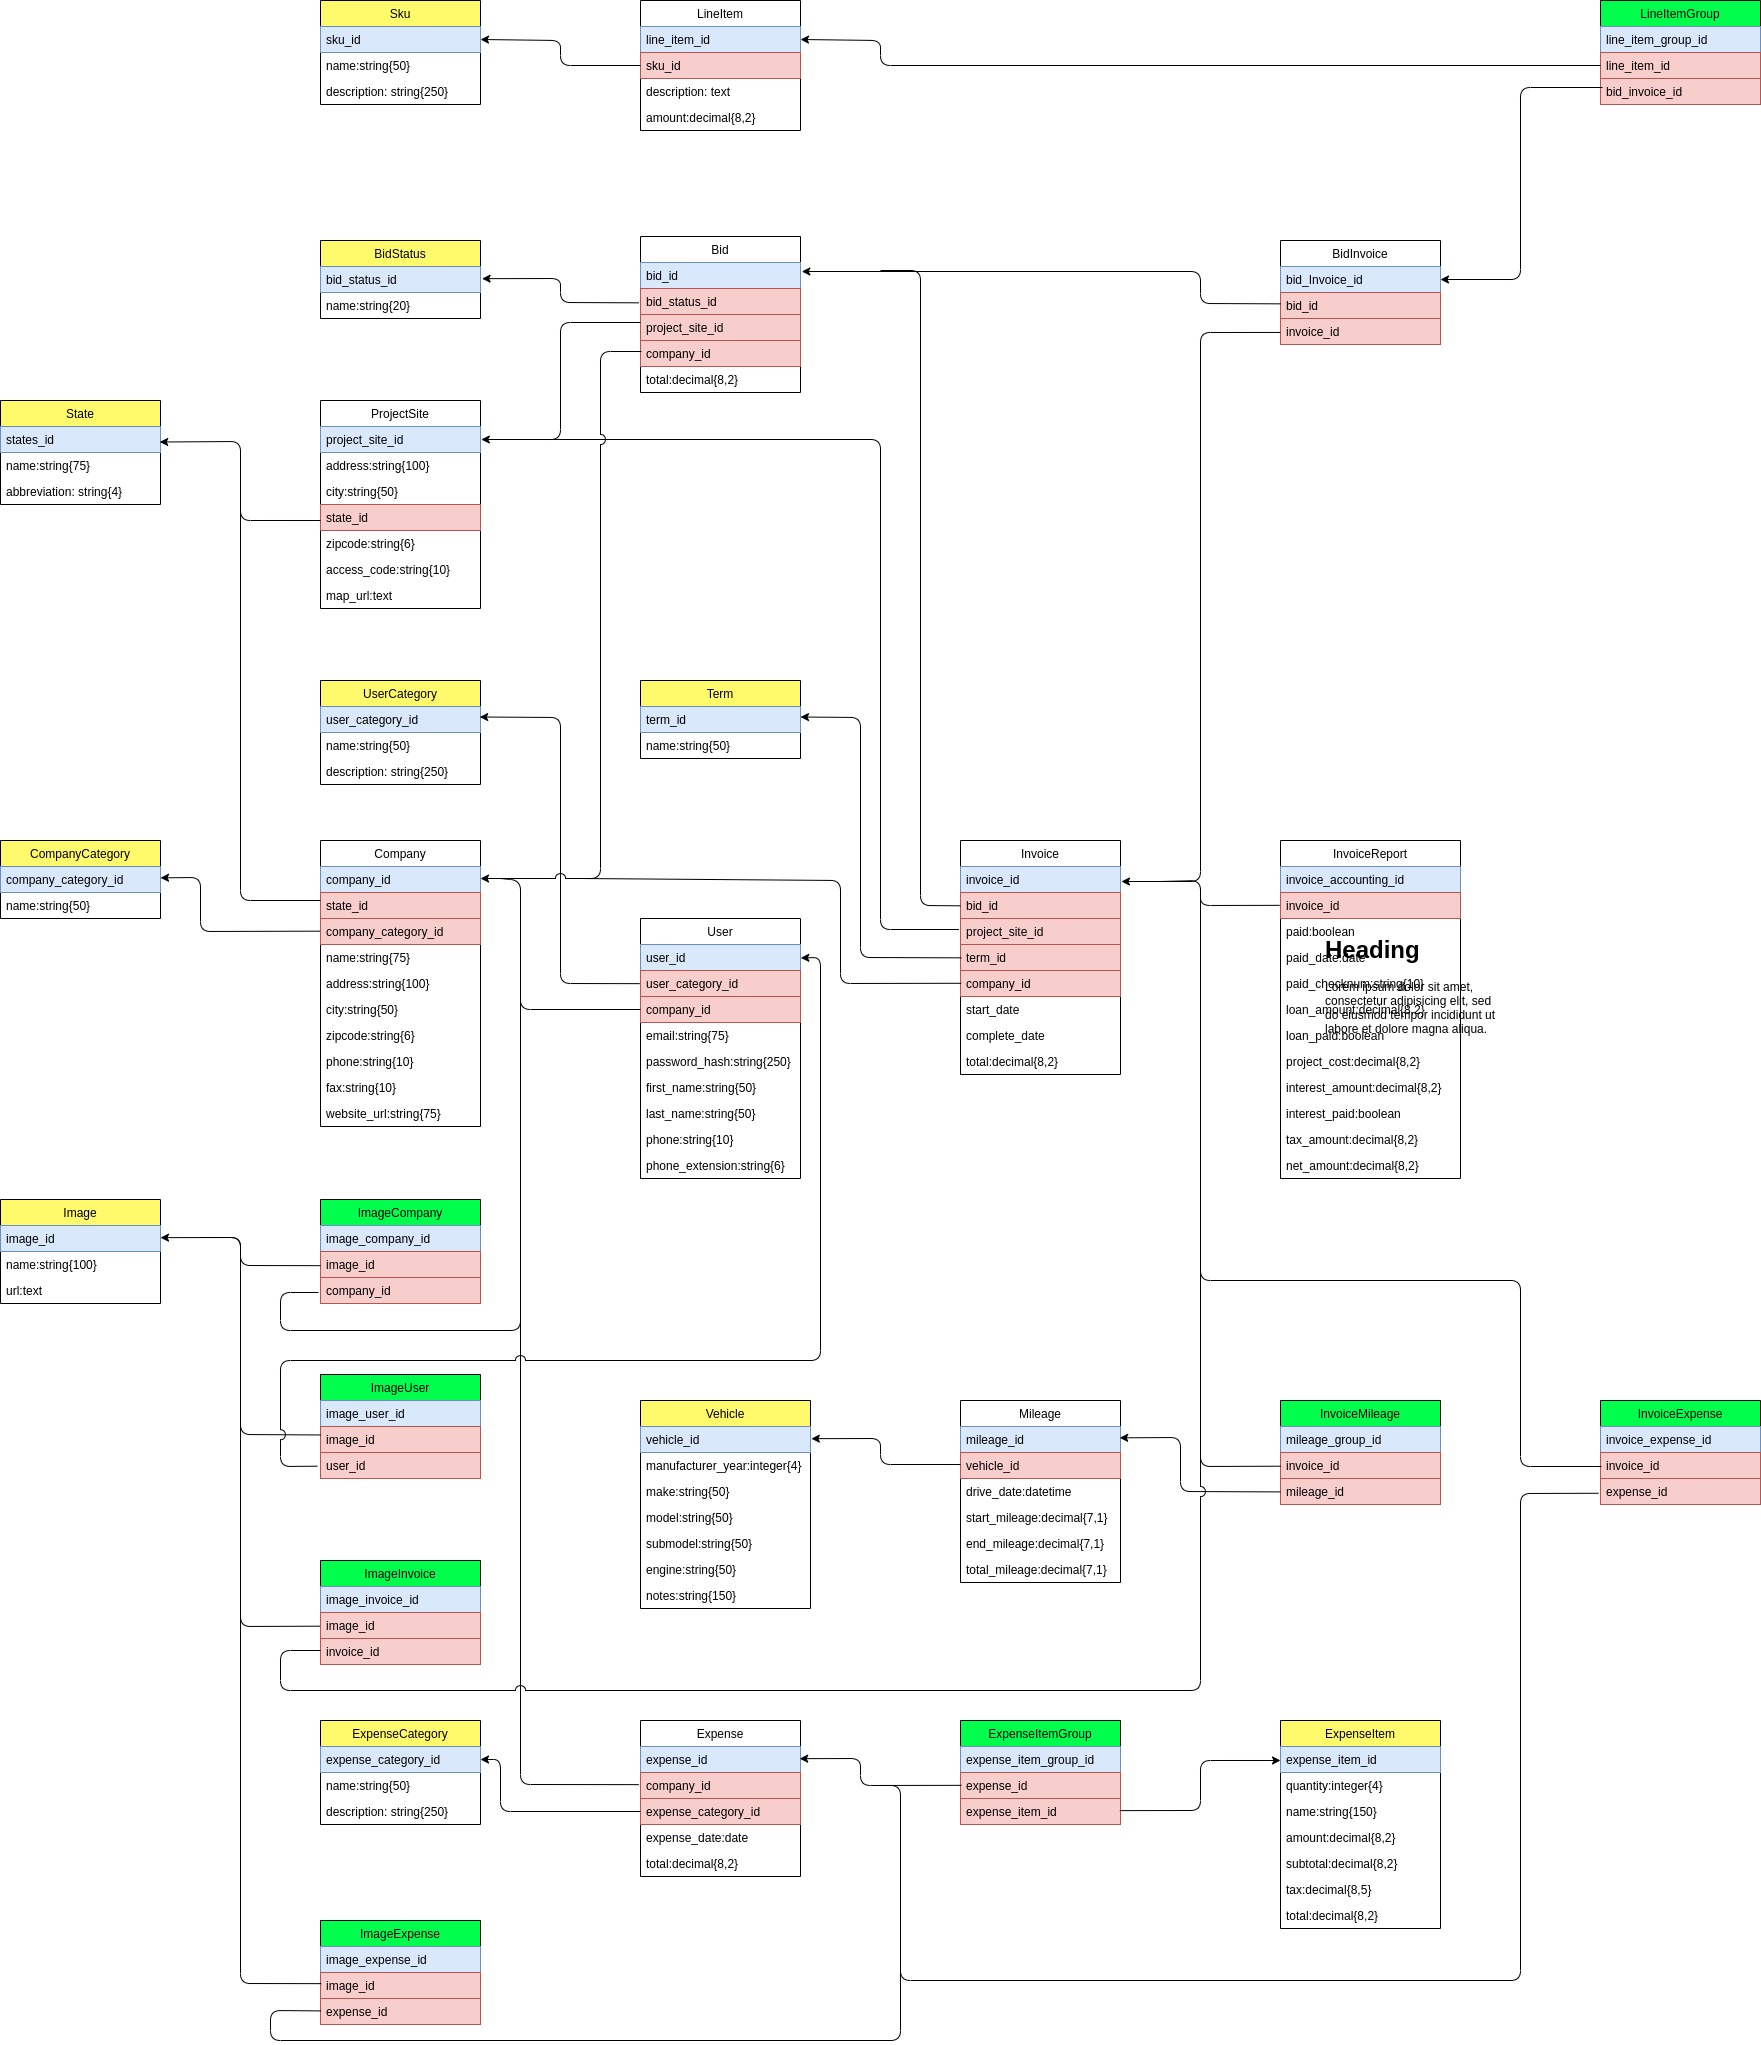 Sku
sku_id
name:string{50}
description: string{250}
LineItem
line_item_id
sku_id
description: text
amount:decimal{8,2}
LineItemGroup
line_item_group_id
line_item_id
bid_invoice_id
BidStatus
bid_status_id
name:string{20}
Bid
bid_id
bid_status_id
project_site_id
company_id
total:decimal{8,2}
BidInvoice
bid_Invoice_id
bid_id
invoice_id
State
states_id
name:string{75}
abbreviation: string{4}
ProjectSite
project_site_id
address:string{100}
city:string{50}
state_id
zipcode:string{6}
access_code:string{10}
map_url:text
UserCategory
user_category_id
name:string{50}
description: string{250}
Term
term_id
name:string{50}
CompanyCategory
company_category_id
name:string{50}
Company
company_id
state_id
company_category_id
name:string{75}
address:string{100}
city:string{50}
zipcode:string{6}
phone:string{10}
fax:string{10}
website_url:string{75}
User
user_id
user_category_id
company_id
email:string{75}
password_hash:string{250}
first_name:string{50}
last_name:string{50}
phone:string{10}
phone_extension:string{6}
Invoice
invoice_id
bid_id
project_site_id
term_id
company_id
start_date
complete_date
total:decimal{8,2}
InvoiceReport
invoice_accounting_id
invoice_id
paid:boolean
paid_date:date
paid_checknum:string{10}
loan_amount:decimal{8,2}
loan_paid:boolean
project_cost:decimal{8,2}
interest_amount:decimal{8,2}
interest_paid:boolean
tax_amount:decimal{8,2}
net_amount:decimal{8,2}
Heading
Lorem ipsum dolor sit amet,
consectetur adipisicing elit, sed
do eiusmod tempor incididunt ut
labore et dolore magna aliqua.
Image
image_id
name:string{100}
url:text
ImageCompany
image_company_id
image_id
company_id
ImageUser
image_user_id
image_id
user_id
Vehicle
vehicle_id
manufacturer_year:integer{4}
make:string{50}
model:string{50}
submodel:string{50}
engine:string{50}
notes:string{150}
Mileage
mileage_id
vehicle_id
drive_date:datetime
start_mileage:decimal{7,1}
end_mileage:decimal{7,1}
total_mileage:decimal{7,1}
InvoiceMileage
mileage_group_id
invoice_id
mileage_id
InvoiceExpense
invoice_expense_id
invoice_id
expense_id
ImageInvoice
image_invoice_id
image_id
invoice_id
ExpenseCategory
expense_category_id
name:string{50}
description: string{250}
Expense
expense_id
company_id
expense_category_id
expense_date:date
total:decimal{8,2}
ExpenseItemGroup
expense_item_group_id
expense_id
expense_item_id
ExpenseItem
expense_item_id
quantity:integer{4}
name:string{150}
amount:decimal{8,2}
subtotal:decimal{8,2}
tax:decimal{8,5}
total:decimal{8,2}
ImageExpense
image_expense_id
image_id
expense_id